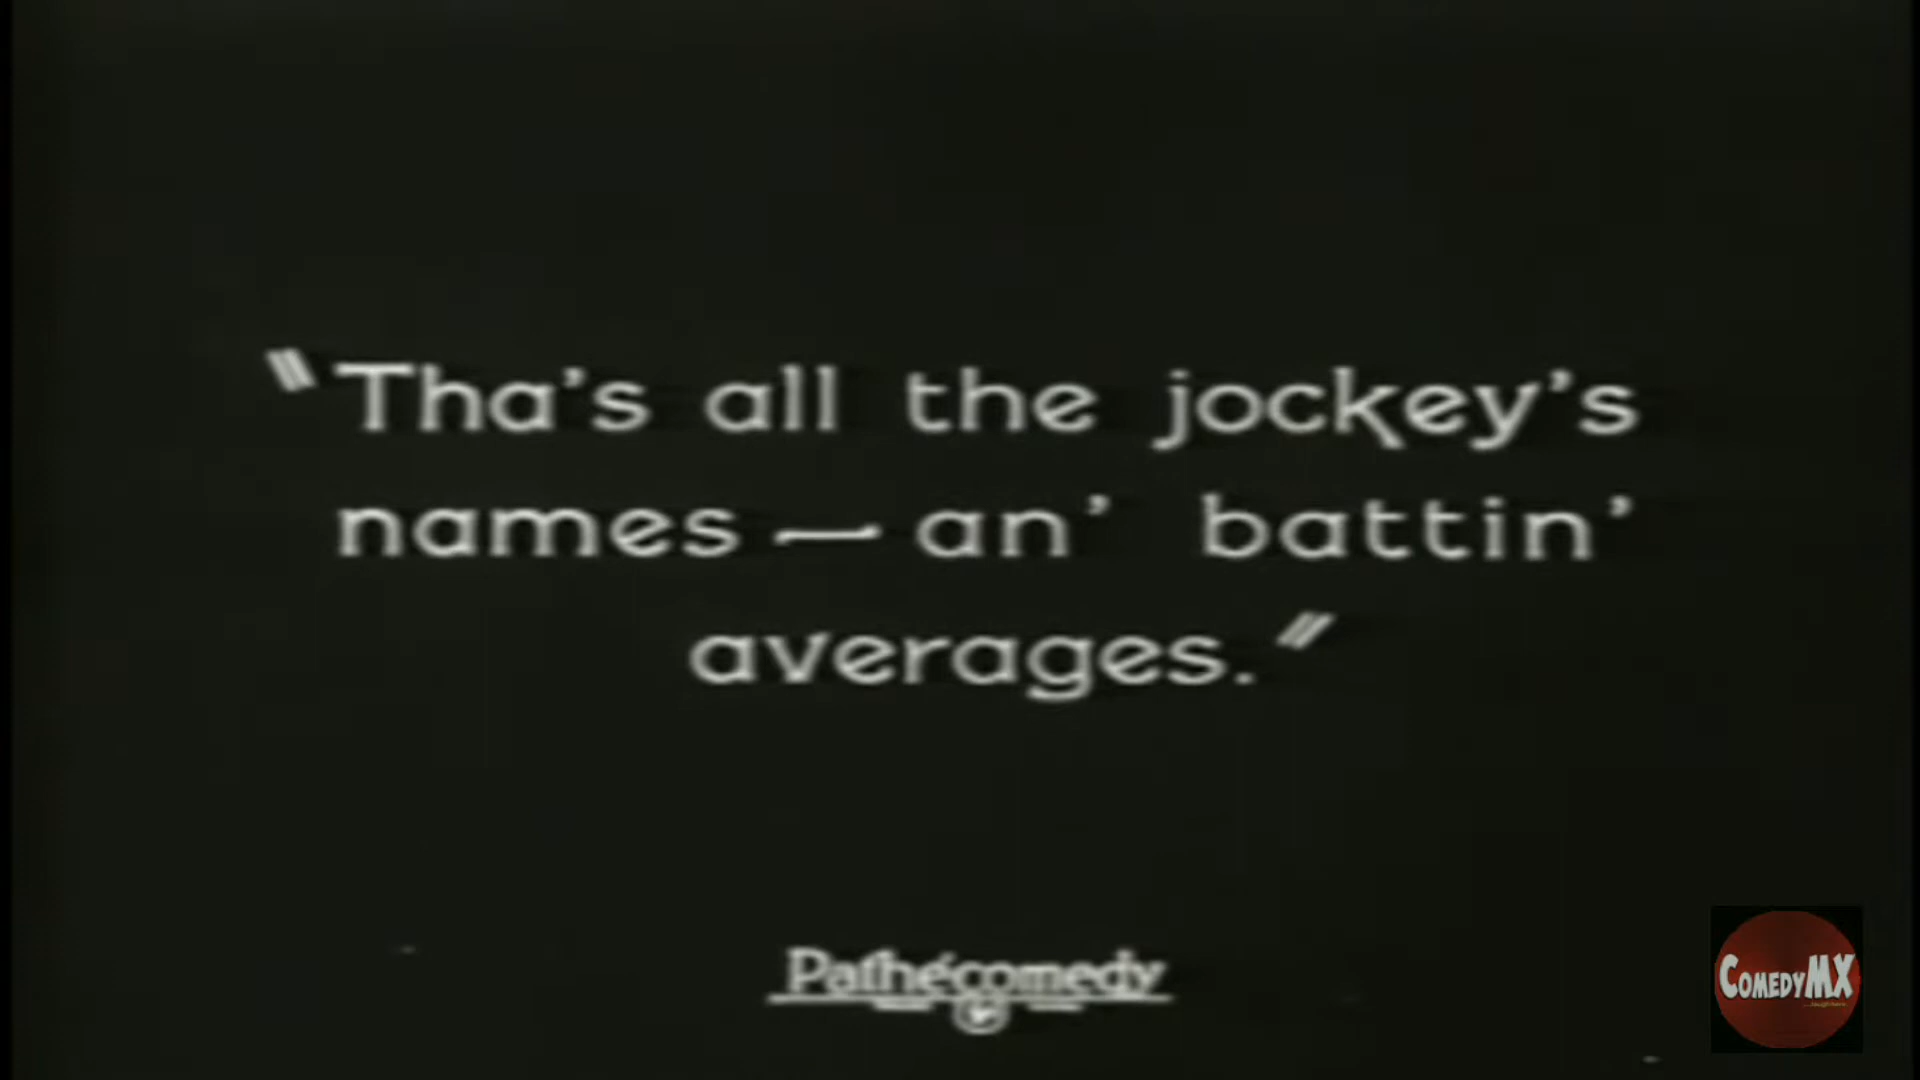 "Tha's all the jockey's
names — an' battin'
averages."
Pathécomedy
COMEDYMX